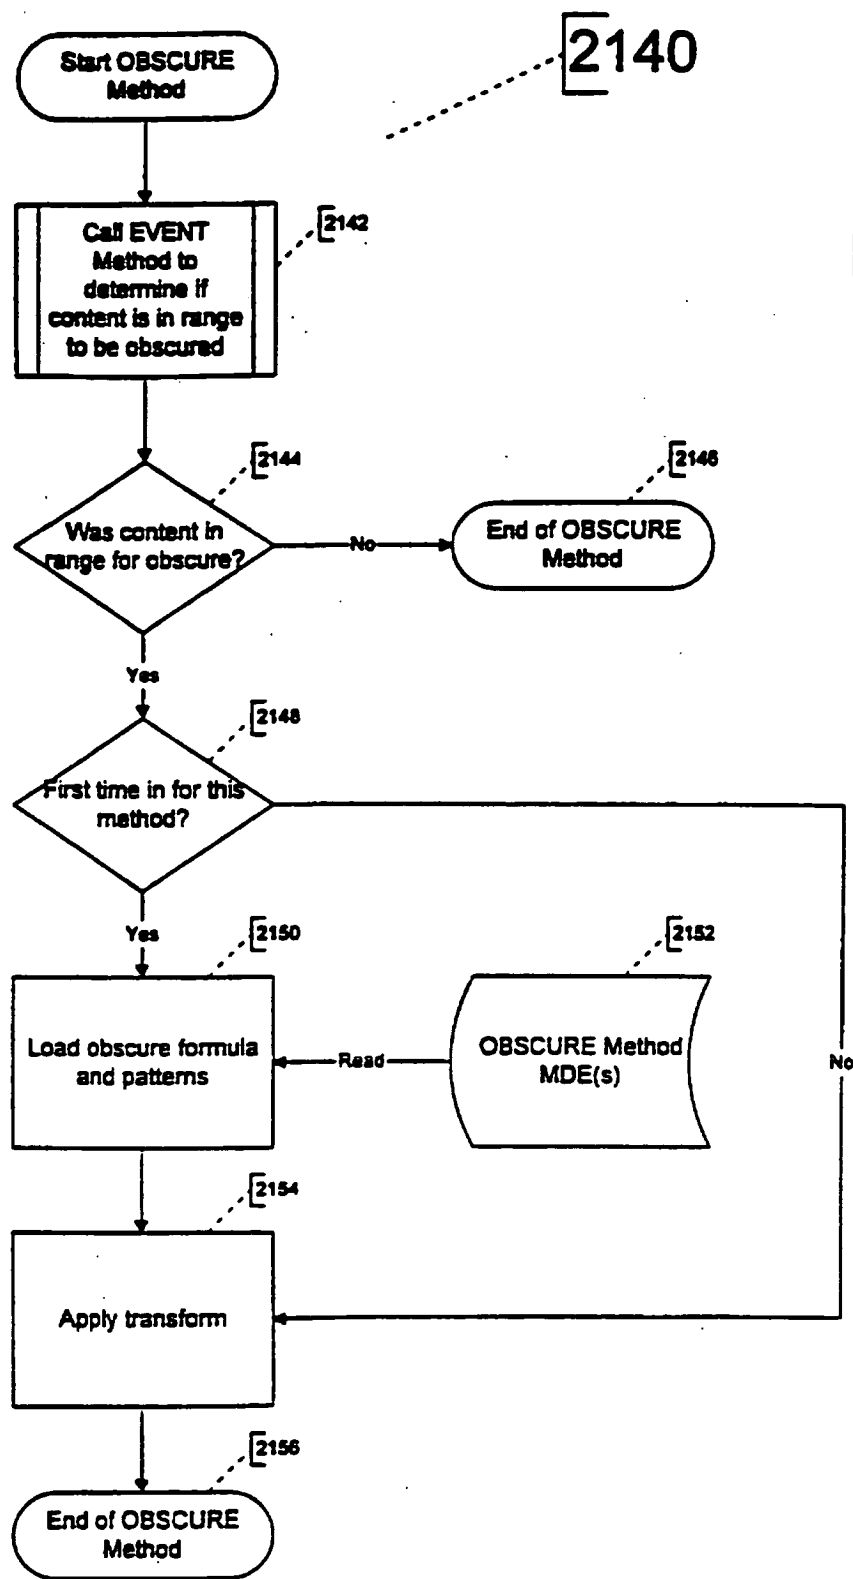 2140
Start OBSCURE
Method
2142
Call EVENT
Method to
determine if
content is in range
to be obscured
2144
2146
Was content in
range for obscure?
No
End of OBSCURE
Method
Yes
2148
First time in for this
method?
Yes
2150
2152
Load obscure formula
and patterns
Read
OBSCURE Method
MDE(s)
No
2154
Apply transform
2156
End of OBSCURE
Method